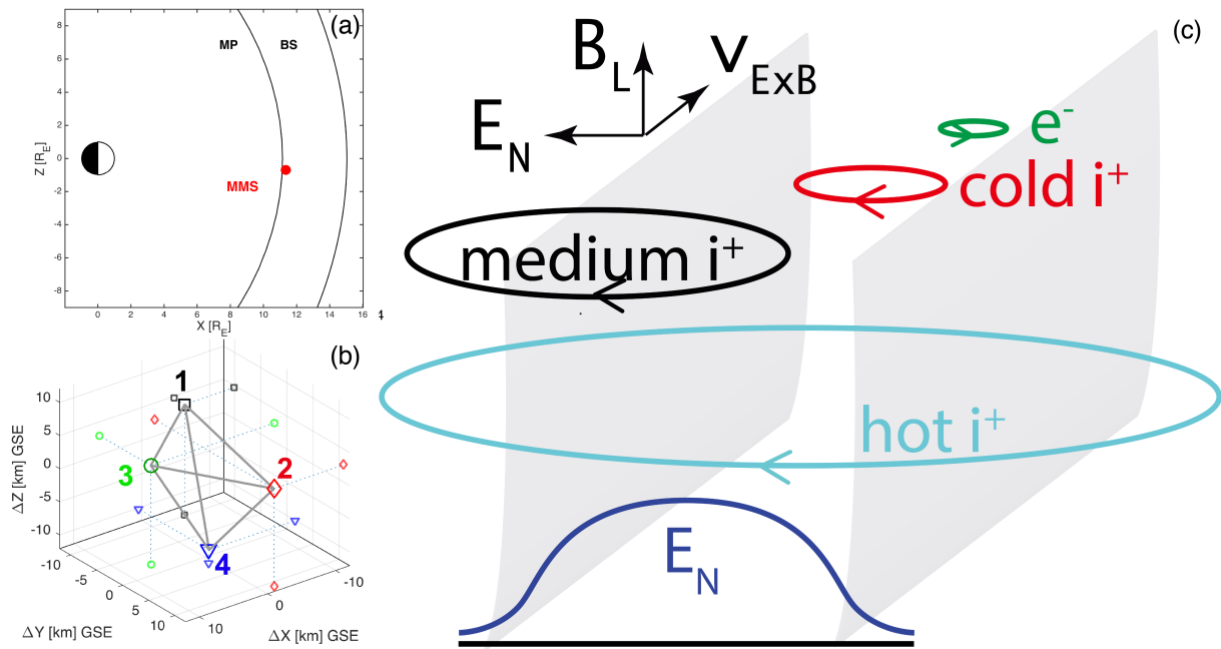 (a)
MP
BS
MMS
Z [R_E]
8
6
4
2
0
-2
-4
-6
-8
0
2
4
6
8
10
12
14
16
X [R_E]
4
(b)
1
2
3
4
ΔZ [km] GSE
10
5
0
-5
-10
-10
-5
0
5
10
ΔY [km] GSE
10
0
-10
ΔX [km] GSE
(c)
B_L
v_ExB
E_N
e⁻
cold i⁺
medium i⁺
hot i⁺
E_N